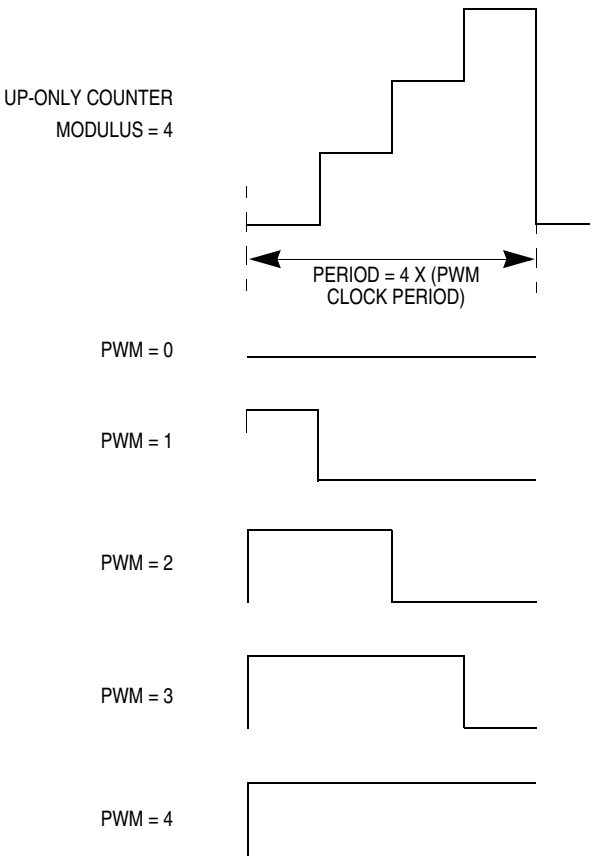 UP-ONLY COUNTER
MODULUS = 4
PERIOD = 4 X (PWM
CLOCK PERIOD)
PWM = 0
PWM = 1
PWM = 2
PWM = 3
PWM = 4